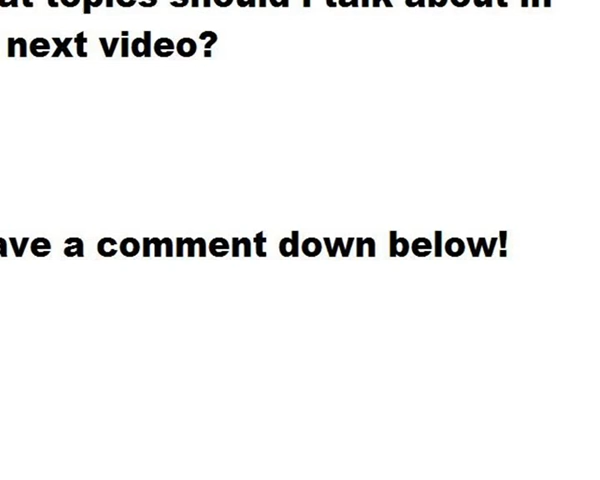 at topics should I talk about in
next video?
ave a comment down below!